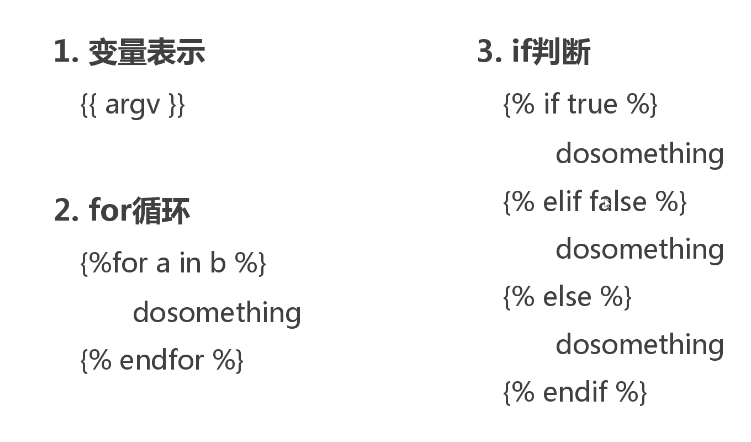 1. 变量表示
{{ argv }}
2. for循环
{%for a in b %}
dosomething
{% endfor %}
3. if判断
{% if true %}
dosomething
{% elif false %}
dosomething
{% else %}
dosomething
{% endif %}